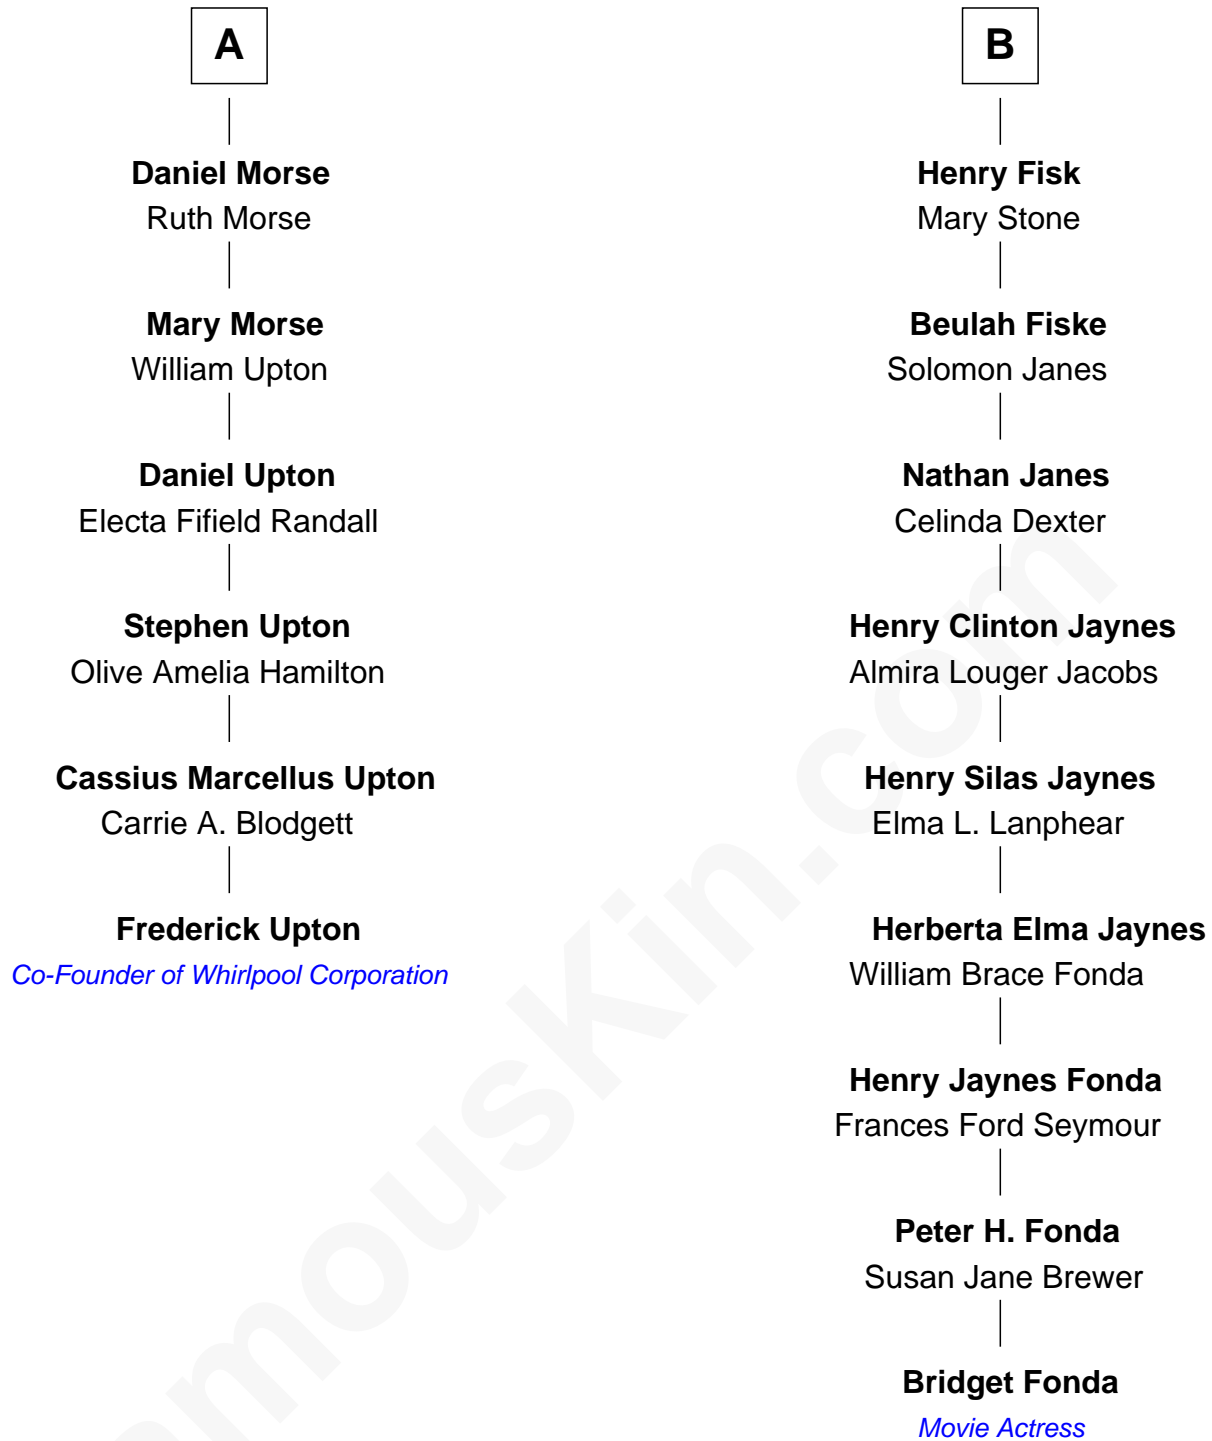 A
Daniel Morse
Ruth Morse
Mary Morse
William Upton
Daniel Upton
Electa Fifield Randall
Stephen Upton
Olive Amelia Hamilton
Cassius Marcellus Upton
Carrie A. Blodgett
Frederick Upton
Co-Founder of Whirlpool Corporation
B
Henry Fisk
Mary Stone
Beulah Fiske
Solomon Janes
Nathan Janes
Celinda Dexter
Henry Clinton Jaynes
Almira Louger Jacobs
Henry Silas Jaynes
Elma L. Lanphear
Herberta Elma Jaynes
William Brace Fonda
Henry Jaynes Fonda
Frances Ford Seymour
Peter H. Fonda
Susan Jane Brewer
Bridget Fonda
Movie Actress
amouskin.com